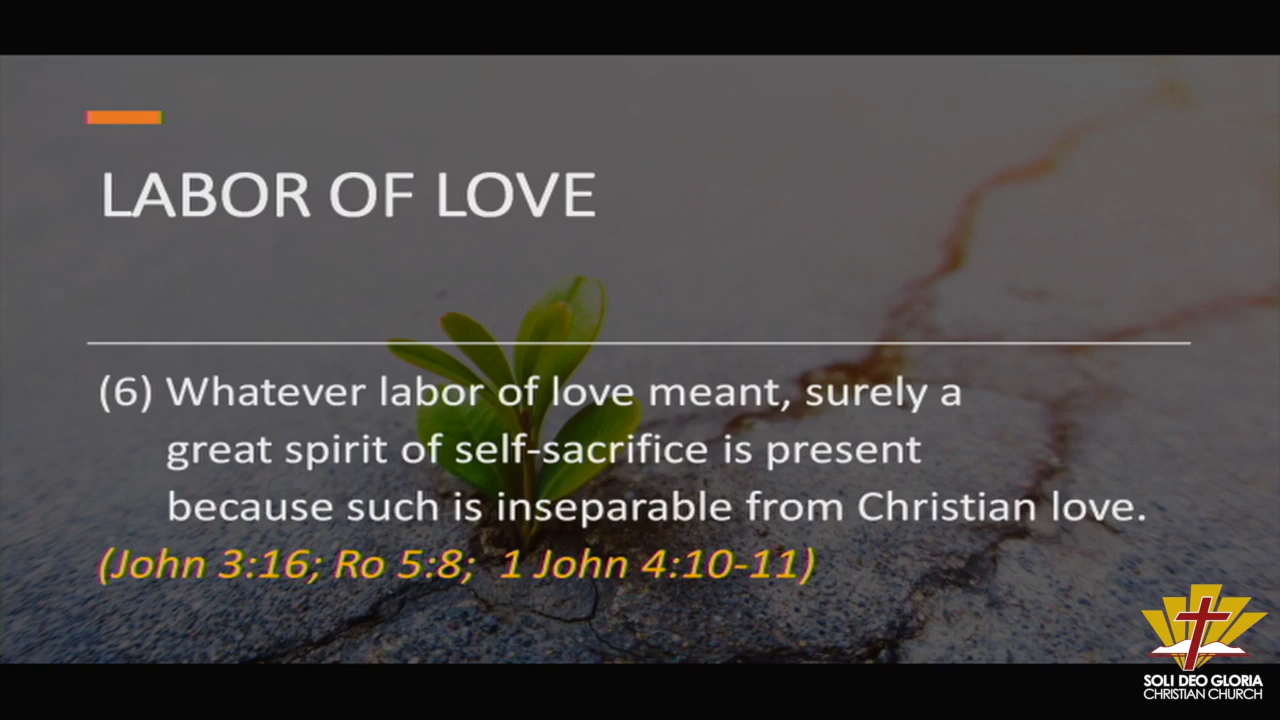 LABOR OF LOVE
(6) Whatever labor of love meant, surely a
great spirit of self-sacrifice is present
because such is inseparable from Christian love.
(John 3:16; Ro 5:8; 1 John 4:10-11)
SOLI DEO GLORIA
CHRISTIAN CHURCH